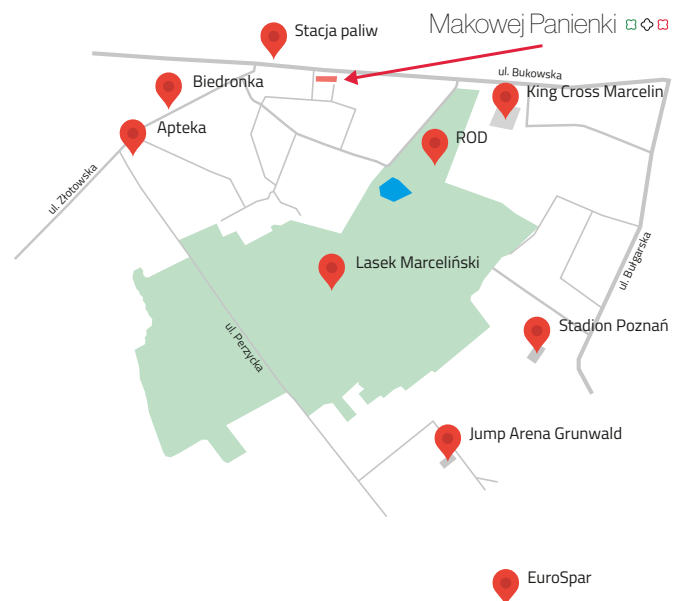 Makowej Panienki
Stacja paliw
ul. Bukowska
Biedronka
King Cross Marcelin
Apteka
ROD
ul. Złotowska
Lasek Marceliński
ul. Bułgarska
Stadion Poznań
ul. Perzycka
Jump Arena Grunwald
EuroSpar